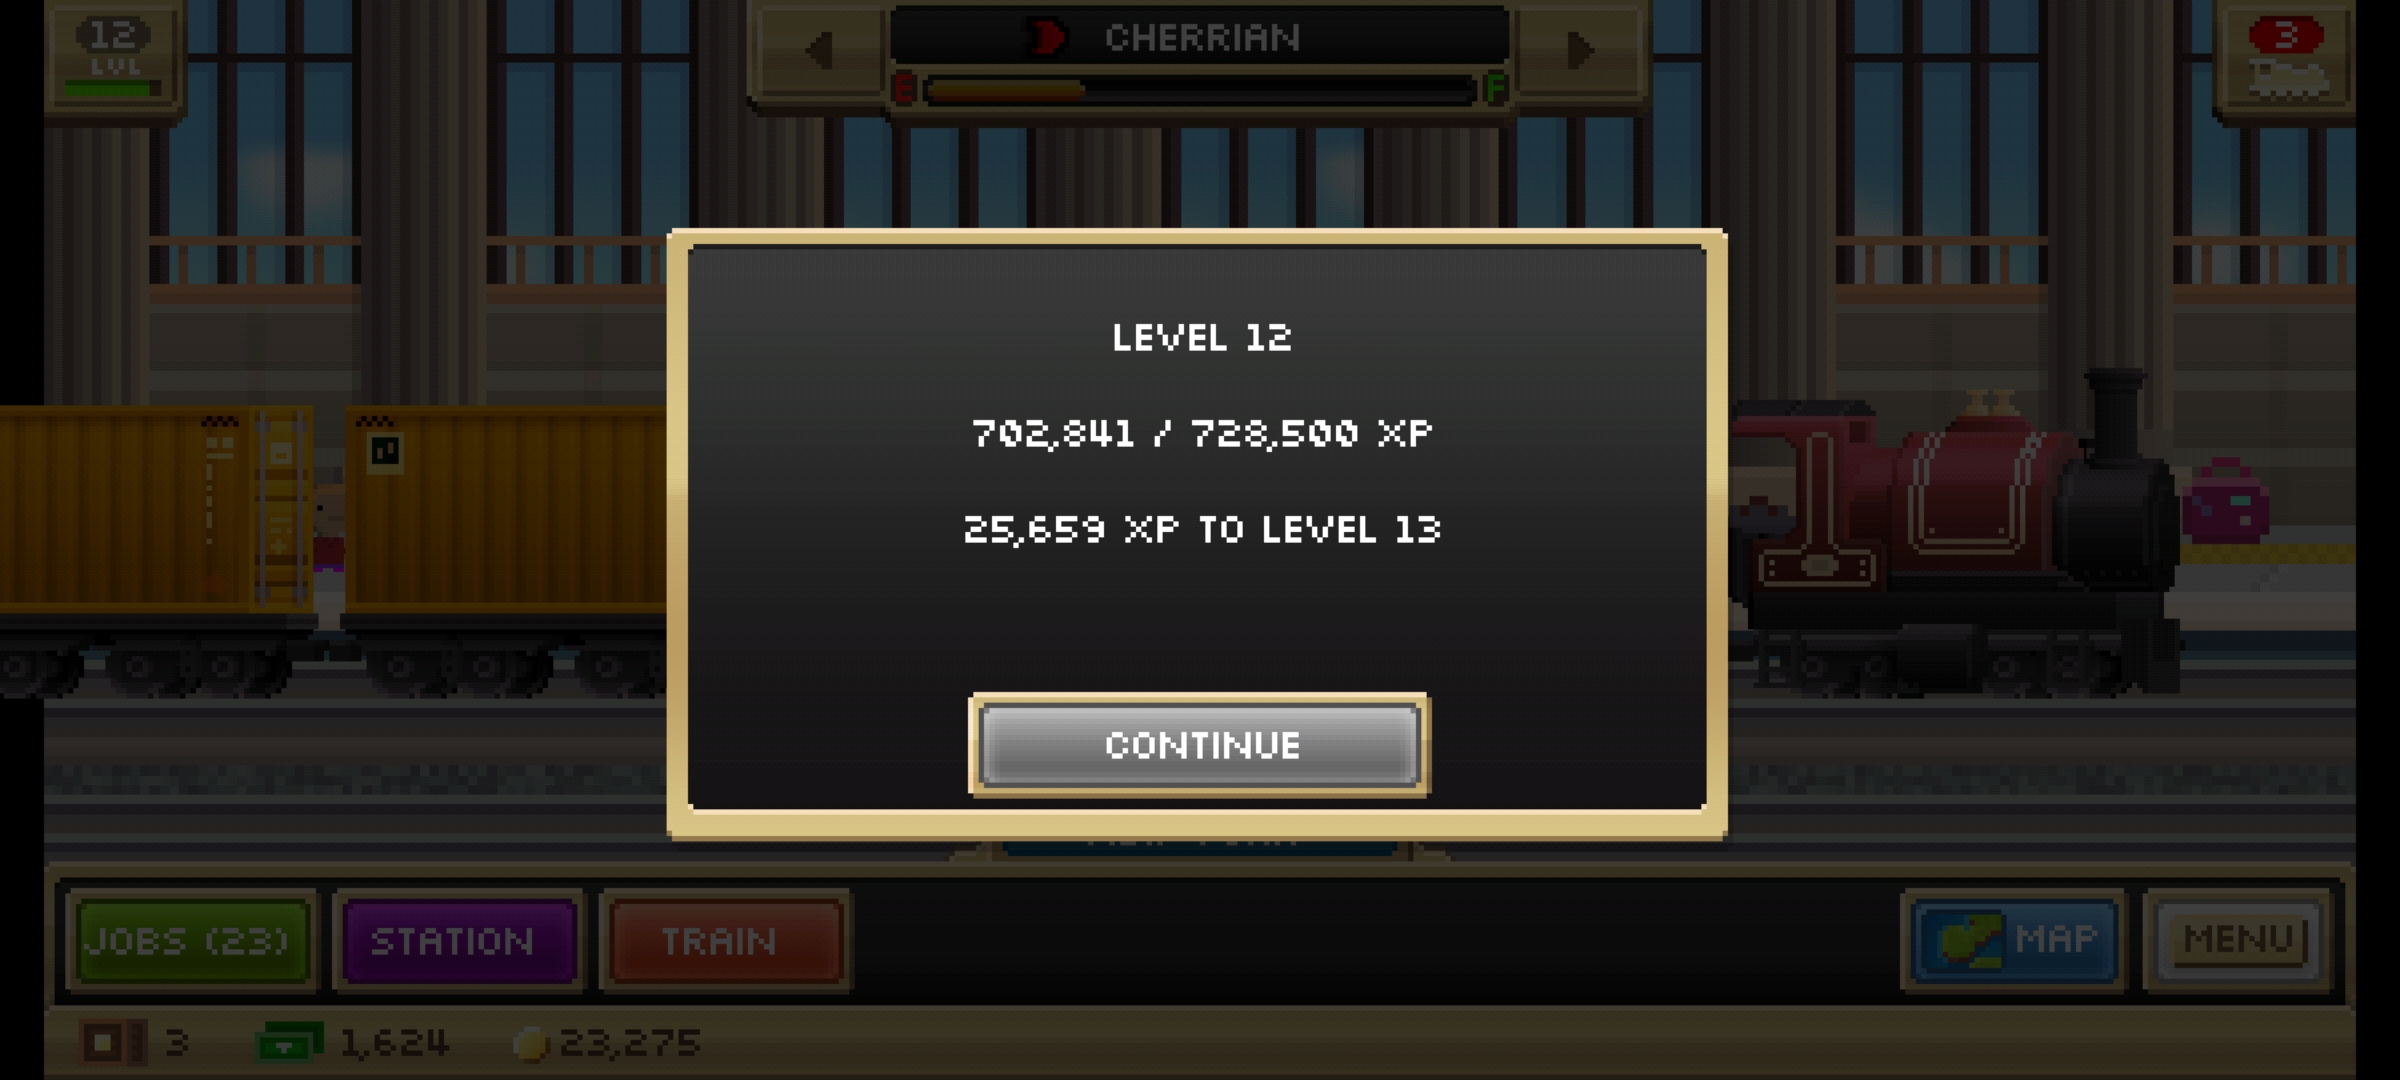 12
LVL
CHERRIAN
E
F
3
LEVEL 12
702,841 / 728,500 XP
25,659 XP TO LEVEL 13
CONTINUE
JOBS (23)
STATION
TRAIN
MAP
MENU
3
1,624
23,275